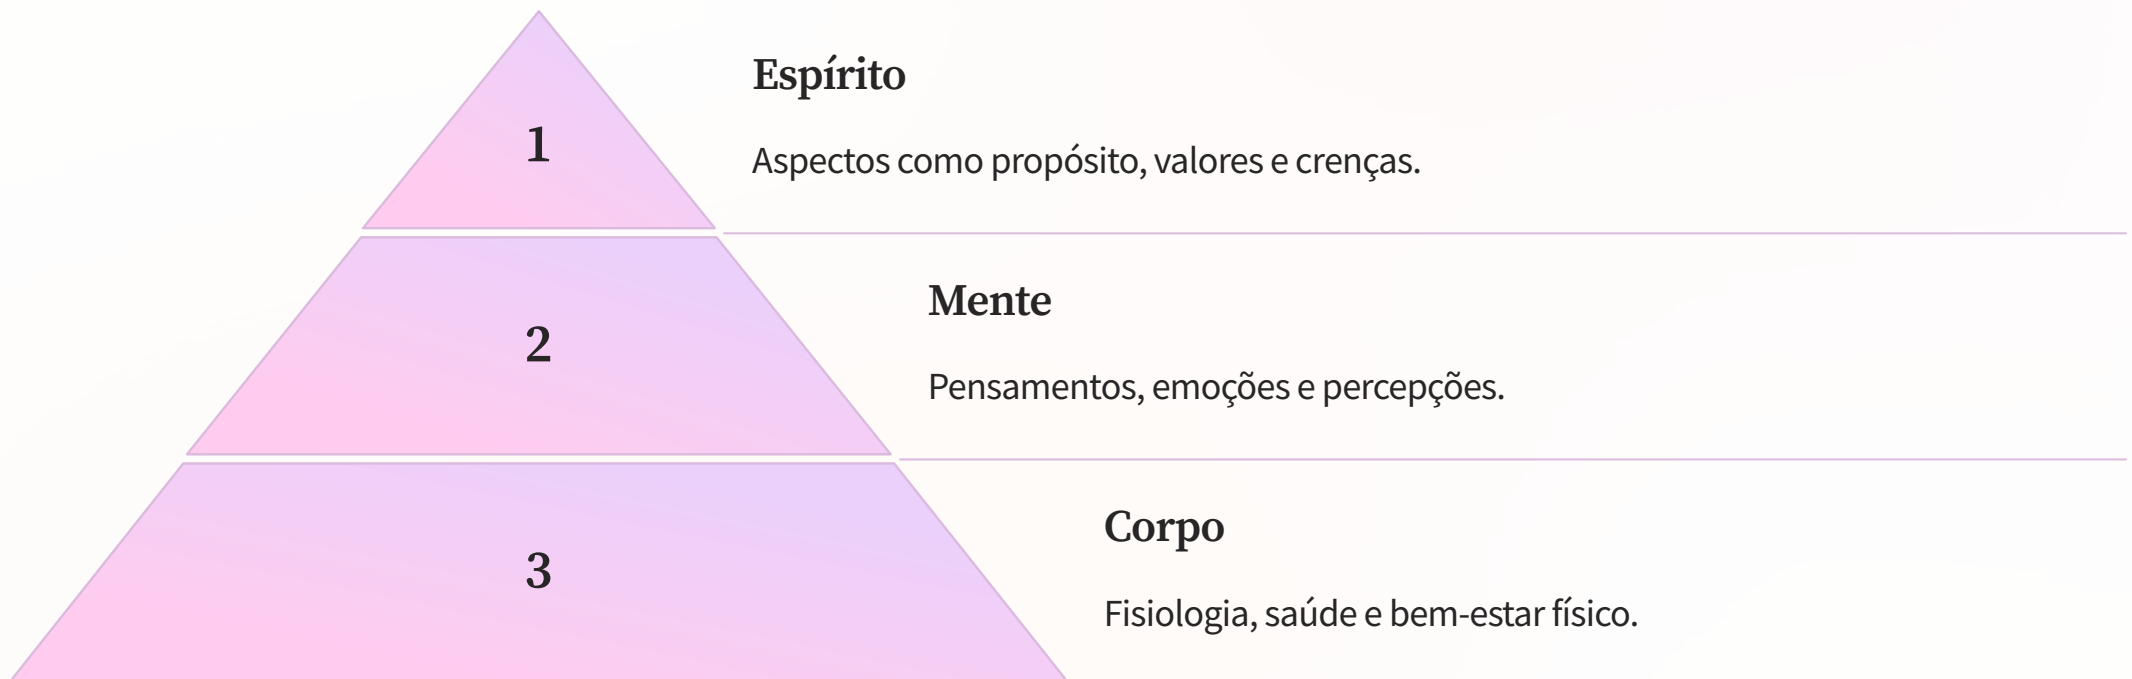 Espírito
1
Aspectos como propósito, valores e crenças.
Mente
2
Pensamentos, emoções e percepções.
Corpo
3
Fisiologia, saúde e bem-estar físico.